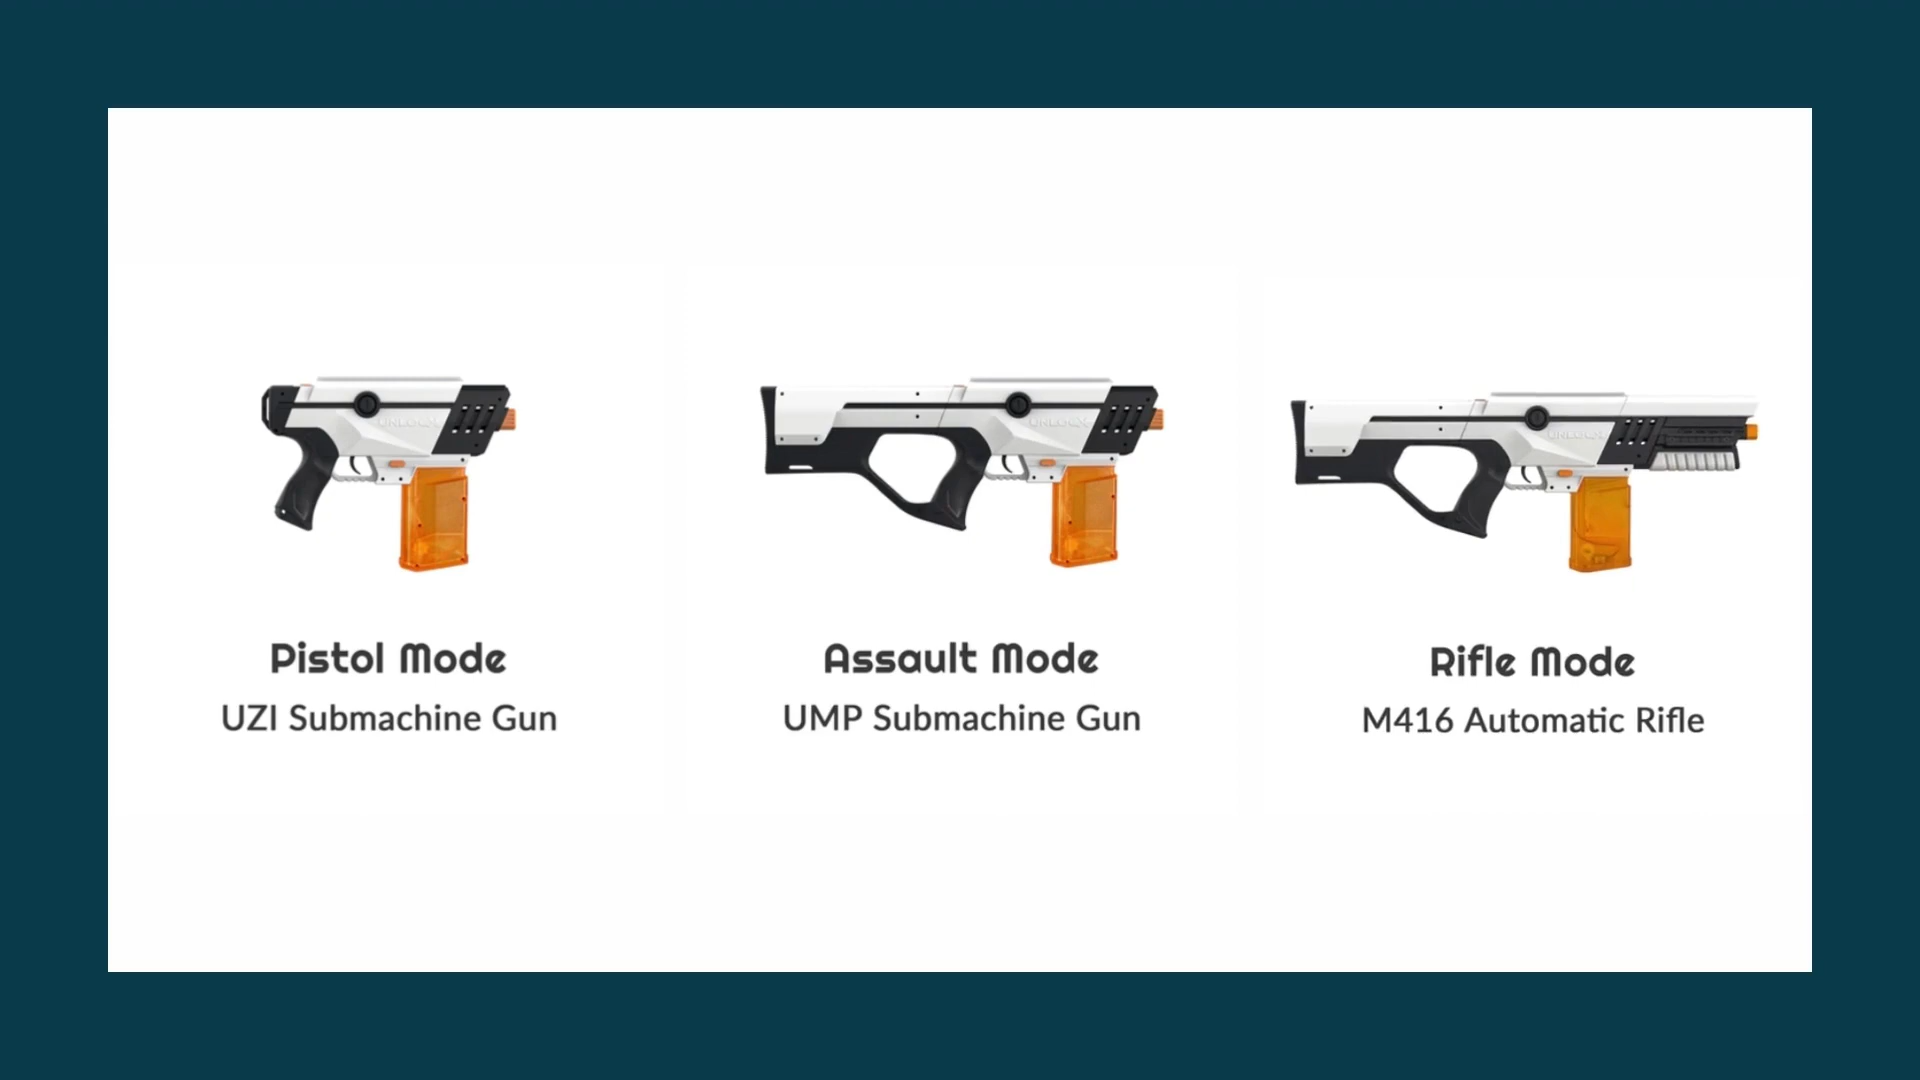 Pistol Mode
UZI Submachine Gun
Assault Mode
UMP Submachine Gun
Rifle Mode
M416 Automatic Rifle